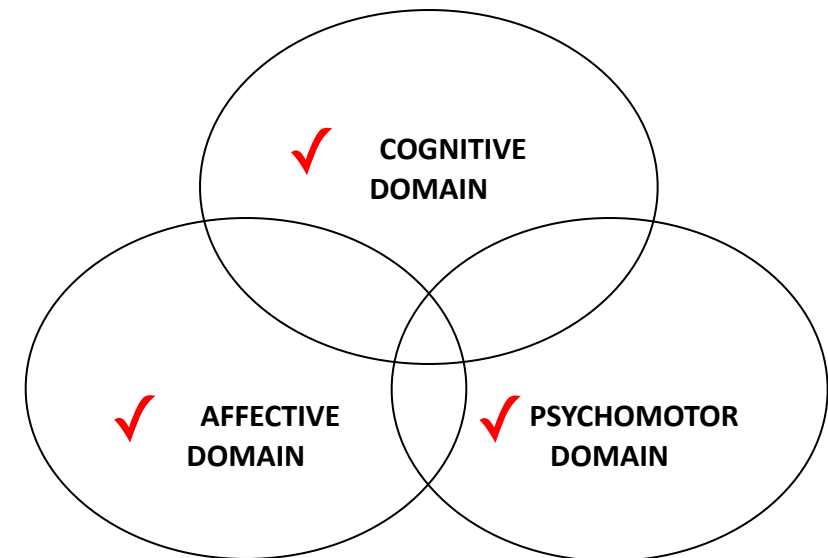 COGNITIVE
DOMAIN
AFFECTIVE
DOMAIN
PSYCHOMOTOR
DOMAIN